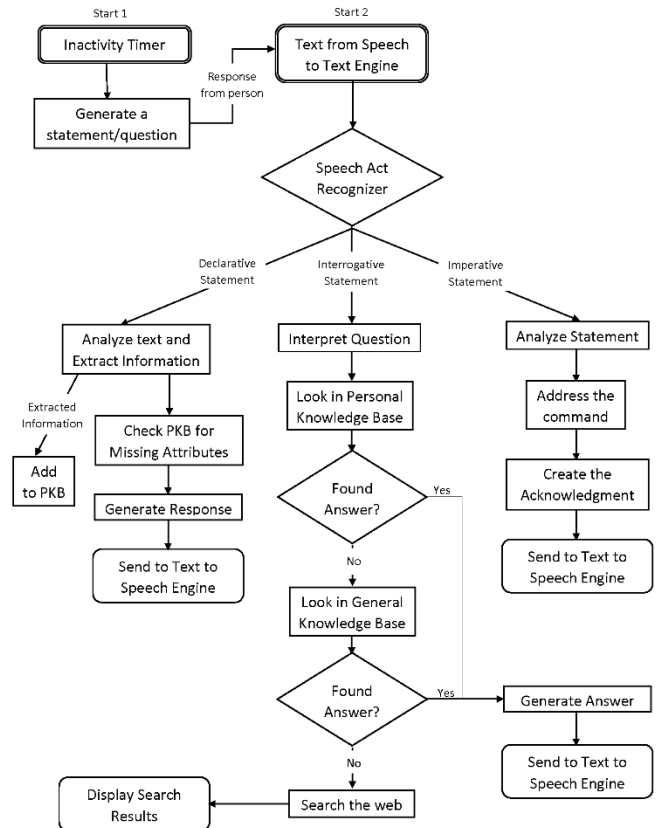 Start 1
Start 2
Inactivity Timer
Text from Speech
to Text Engine
Response
from person
Generate a
statement/question
Speech Act
Recognizer
Declarative
Statement
Interrogative
Statement
Imperative
Statement
Analyze text and
Extract Information
Interpret Question
Analyze Statement
Extracted
Information
Add
to PKB
Check PKB for
Missing Attributes
Generate Response
Send to Text to
Speech Engine
Look in Personal
Knowledge Base
Found
Answer?
Yes
No
Look in General
Knowledge Base
Found
Answer?
Yes
No
Search the web
Display Search
Results
Address the
command
Create the
Acknowledgment
Send to Text to
Speech Engine
Generate Answer
Send to Text to
Speech Engine